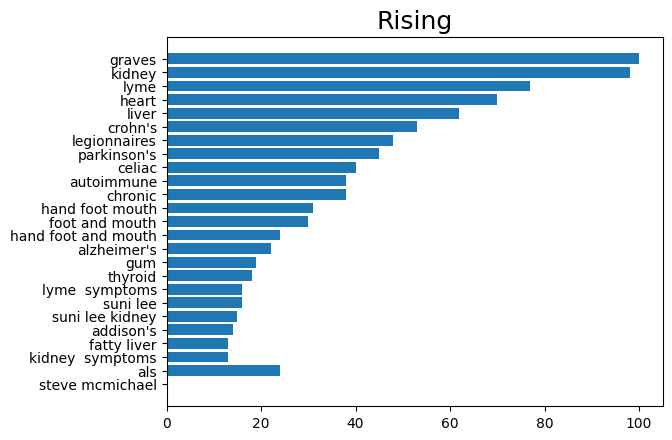 Rising
graves
kidney
lyme
heart
liver
crohn's
legionnaires
parkinson's
celiac
autoimmune
chronic
hand foot mouth
foot and mouth
hand foot and mouth
alzheimer's
gum
thyroid
lyme  symptoms
suni lee
suni lee kidney
addison's
fatty liver
kidney  symptoms
als
steve mcmichael
0 20 40 60 80 100